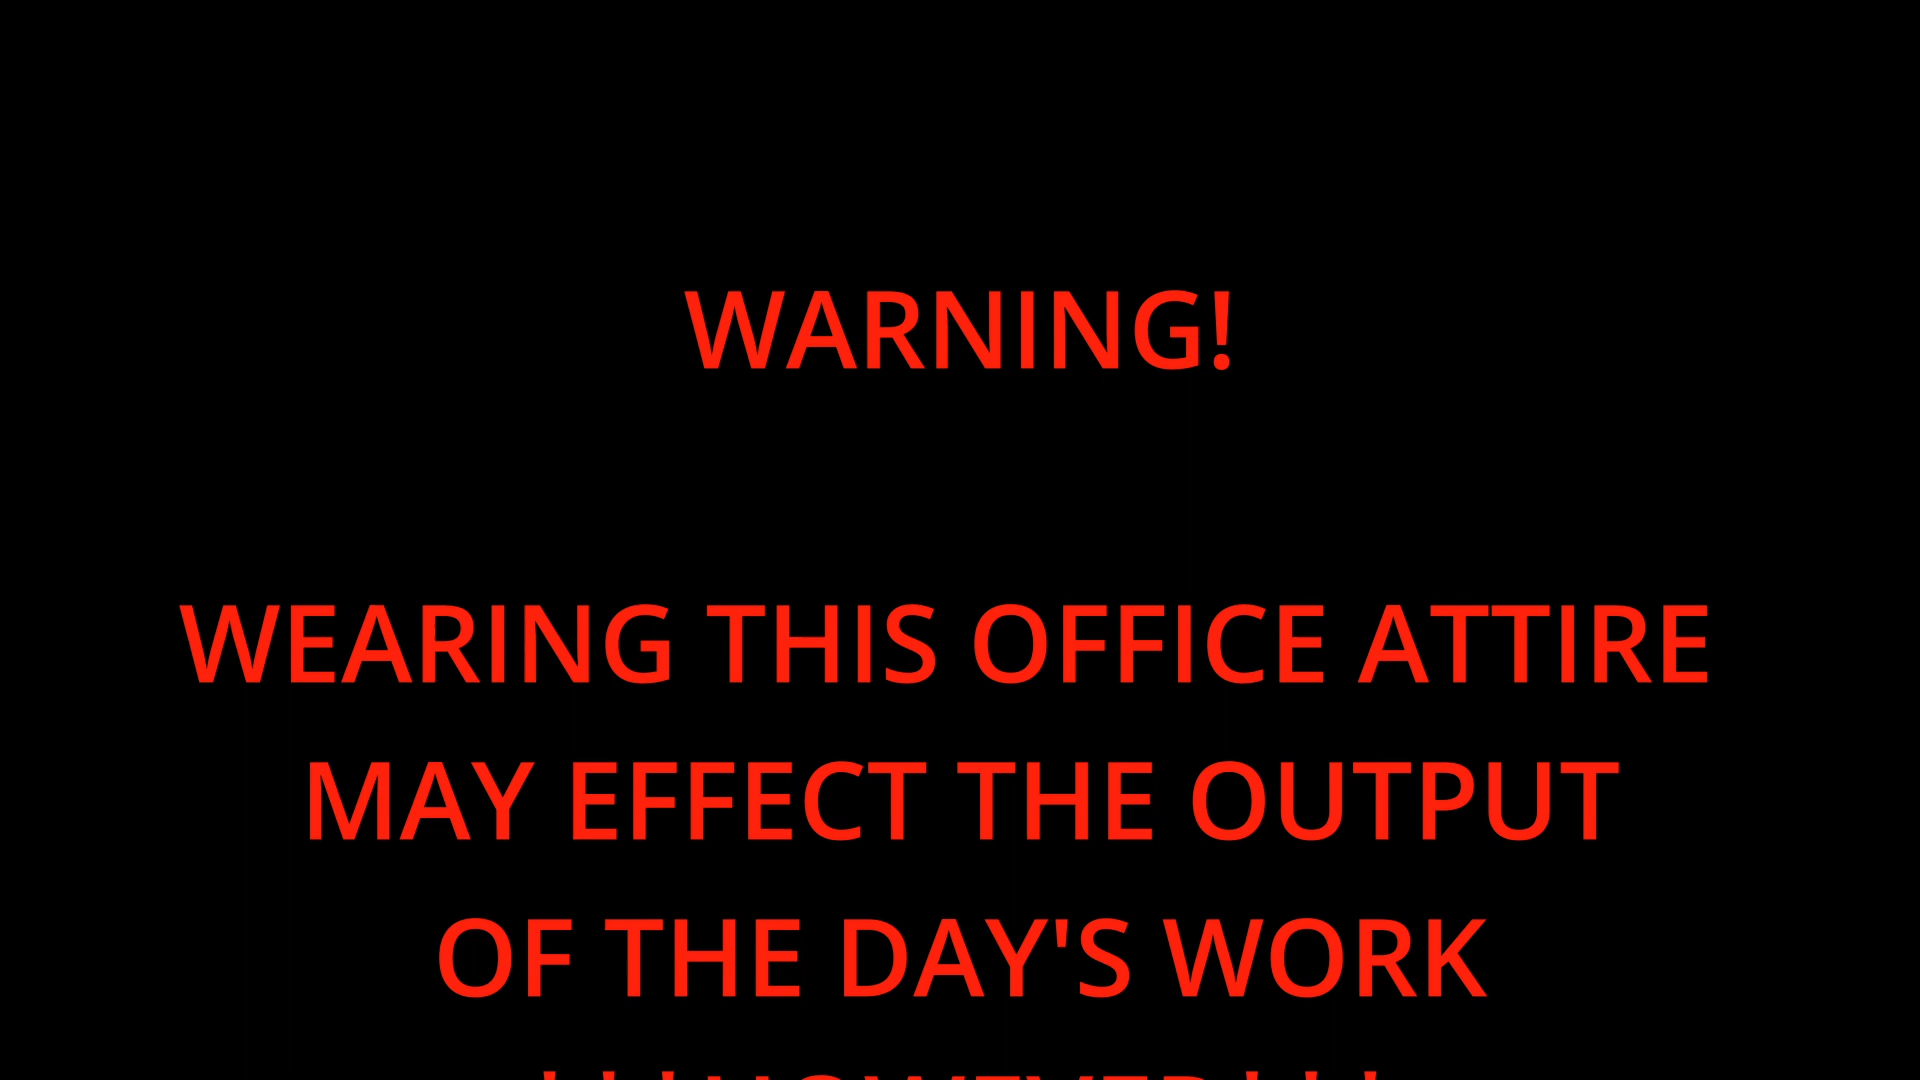 WARNING!
WEARING THIS OFFICE ATTIRE
MAY EFFECT THE OUTPUT
OF THE DAY'S WORK